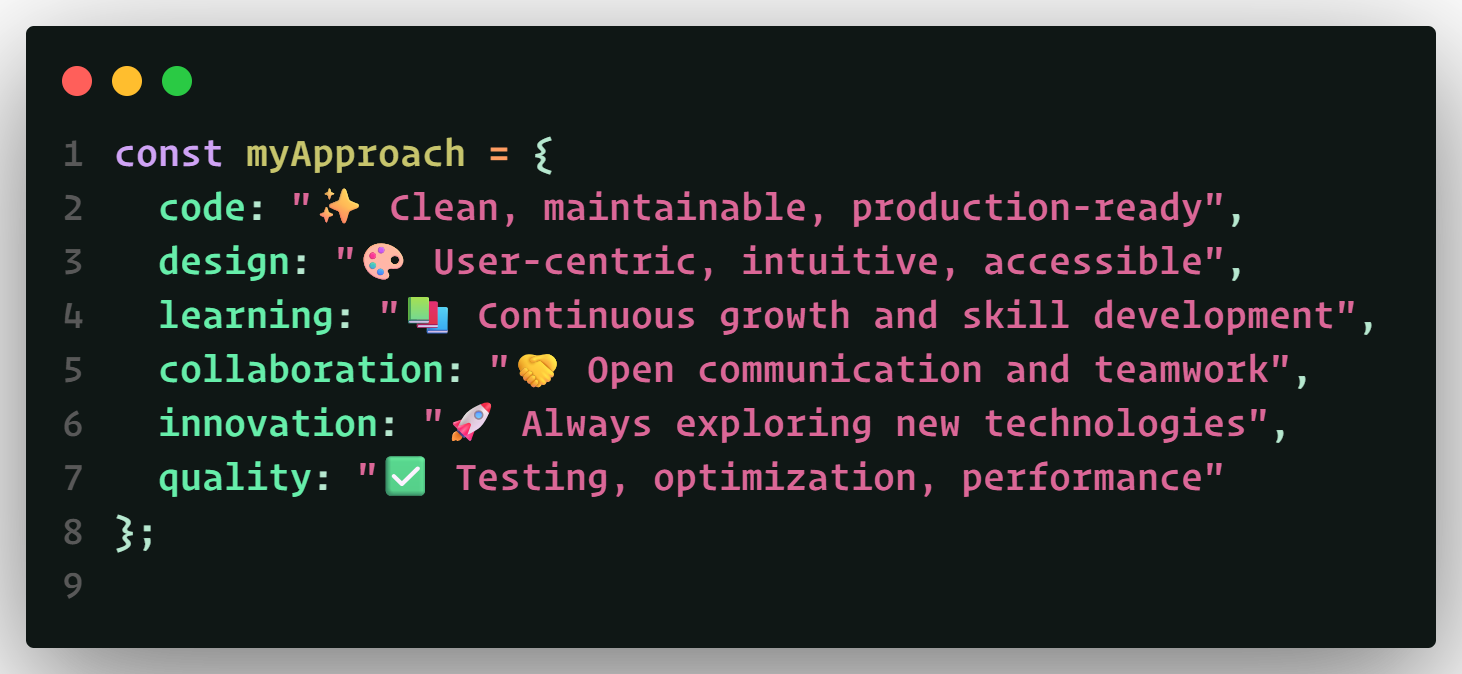 1 const myApproach = {
2   code: "✨ Clean, maintainable, production-ready",
3   design: "🎨 User-centric, intuitive, accessible",
4   learning: "📚 Continuous growth and skill development",
5   collaboration: "🤝 Open communication and teamwork",
6   innovation: "🚀 Always exploring new technologies",
7   quality: "✅ Testing, optimization, performance"
8 };
9